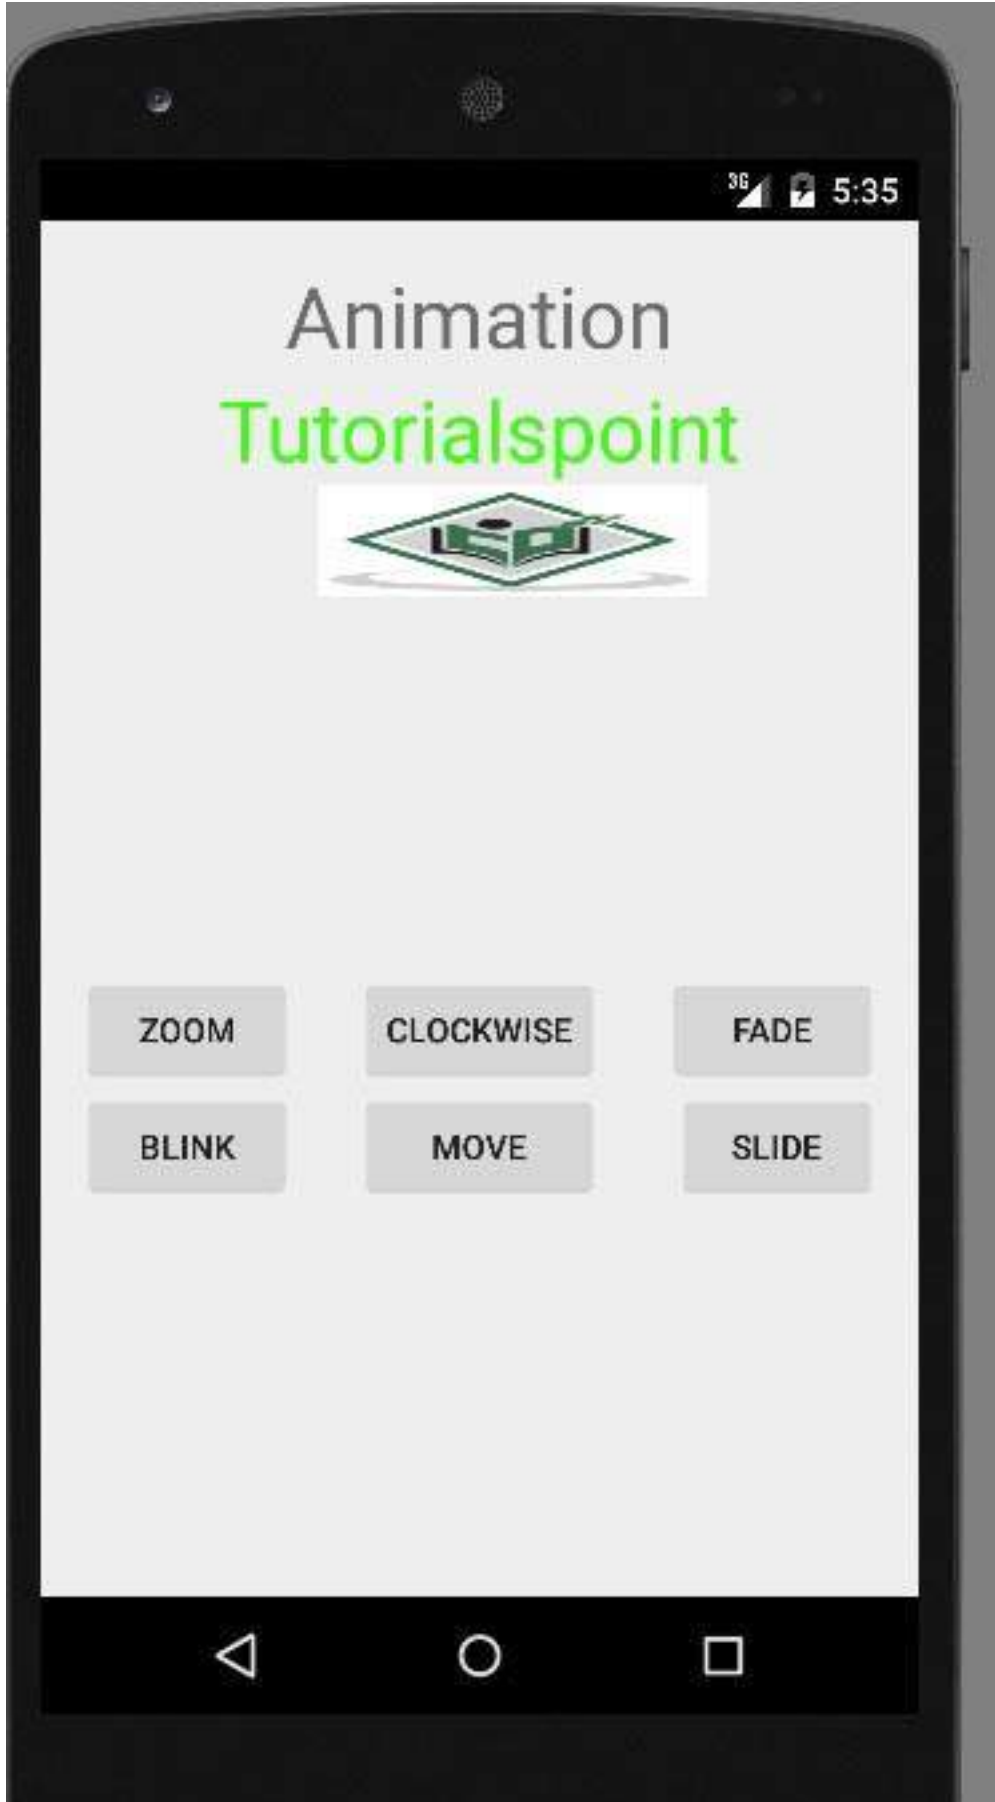 3G 5:35
Animation
Tutorialspoint
ZOOM CLOCKWISE FADE
BLINK MOVE SLIDE